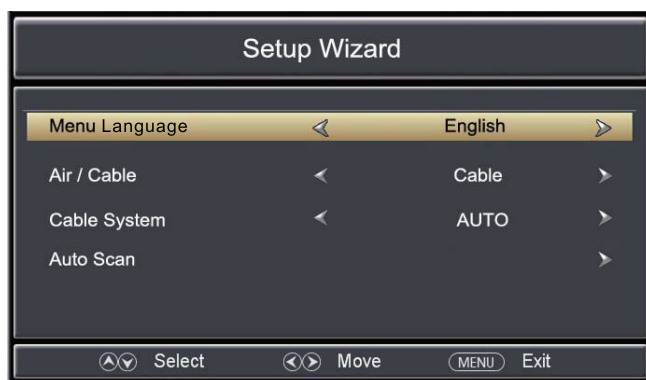 Setup Wizard
Menu Language English
Air / Cable Cable
Cable System AUTO
Auto Scan
Select Move MENU Exit